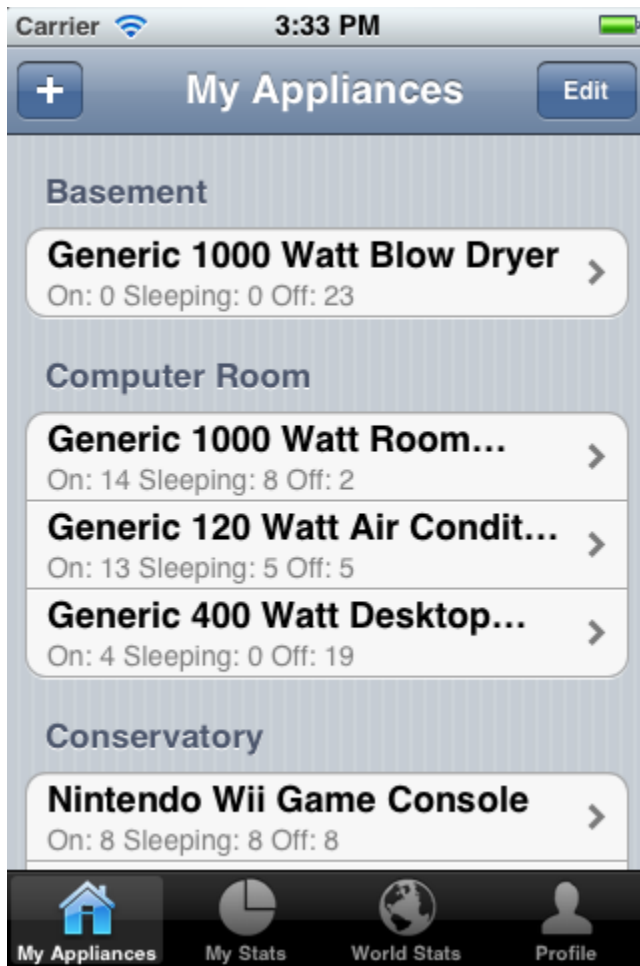 Carrier 3:33 PM
+ My Appliances Edit
Basement
Generic 1000 Watt Blow Dryer
On: 0 Sleeping: 0 Off: 23
Computer Room
Generic 1000 Watt Room...
On: 14 Sleeping: 8 Off: 2
Generic 120 Watt Air Condit...
On: 13 Sleeping: 5 Off: 5
Generic 400 Watt Desktop...
On: 4 Sleeping: 0 Off: 19
Conservatory
Nintendo Wii Game Console
On: 8 Sleeping: 8 Off: 8
My Appliances My Stats World Stats Profile